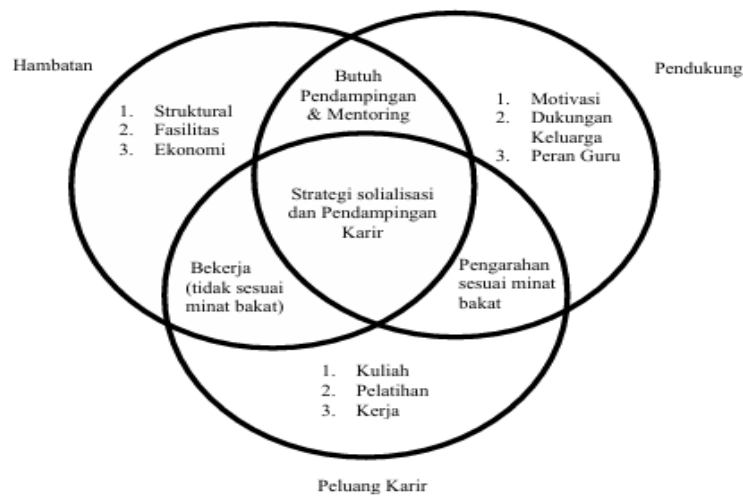 Hambatan
Pendukung
Butuh
Pendampingan
& Mentoring
1. Struktural
2. Fasilitas
3. Ekonomi
1. Motivasi
2. Dukungan
Keluarga
3. Peran Guru
Strategi solialisasi
dan Pendampingan
Karir
Bekerja
(tidak sesuai
minat bakat)
Pengarahan
sesuai minat
bakat
1. Kuliah
2. Pelatihan
3. Kerja
Peluang Karir